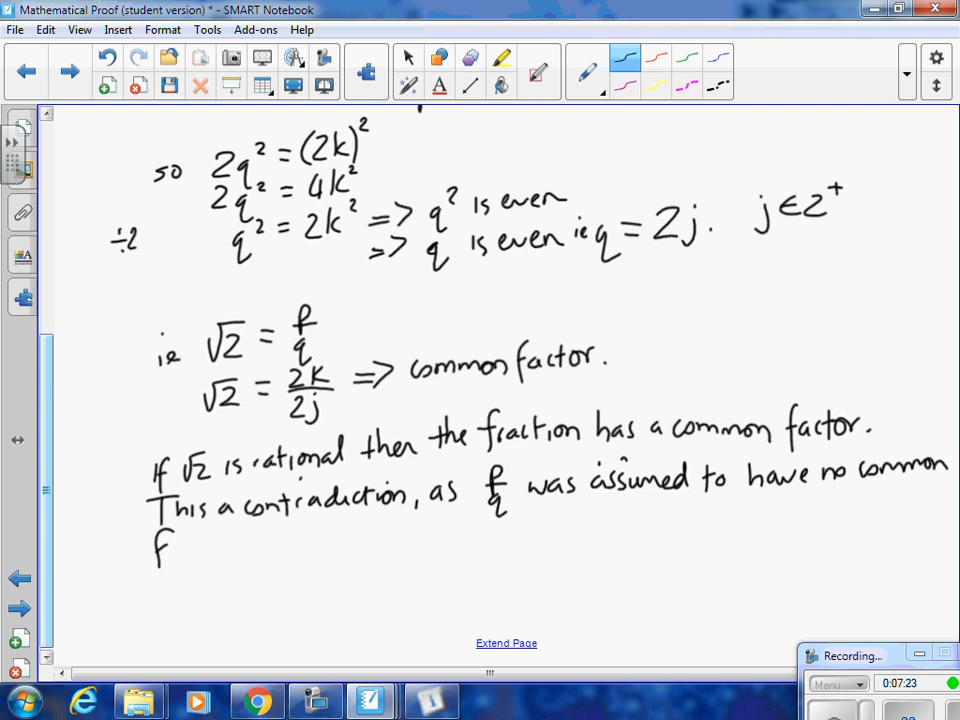 Mathematical Proof (student version) * - SMART Notebook
File Edit View Insert Format Tools Add-ons Help
so 2q² = (2k)²
2q² = 4k²
÷2 q² = 2k² => q² is even
=> q is even ie q = 2j. j ∈ Z⁺
ie √2 = p/q
√2 = 2k/2j => common factor.
If √2 is rational then the fraction has a common factor.
This a contradiction, as p/q was assumed to have no common
f
Extend Page
Recording...
Menu 0:07:23